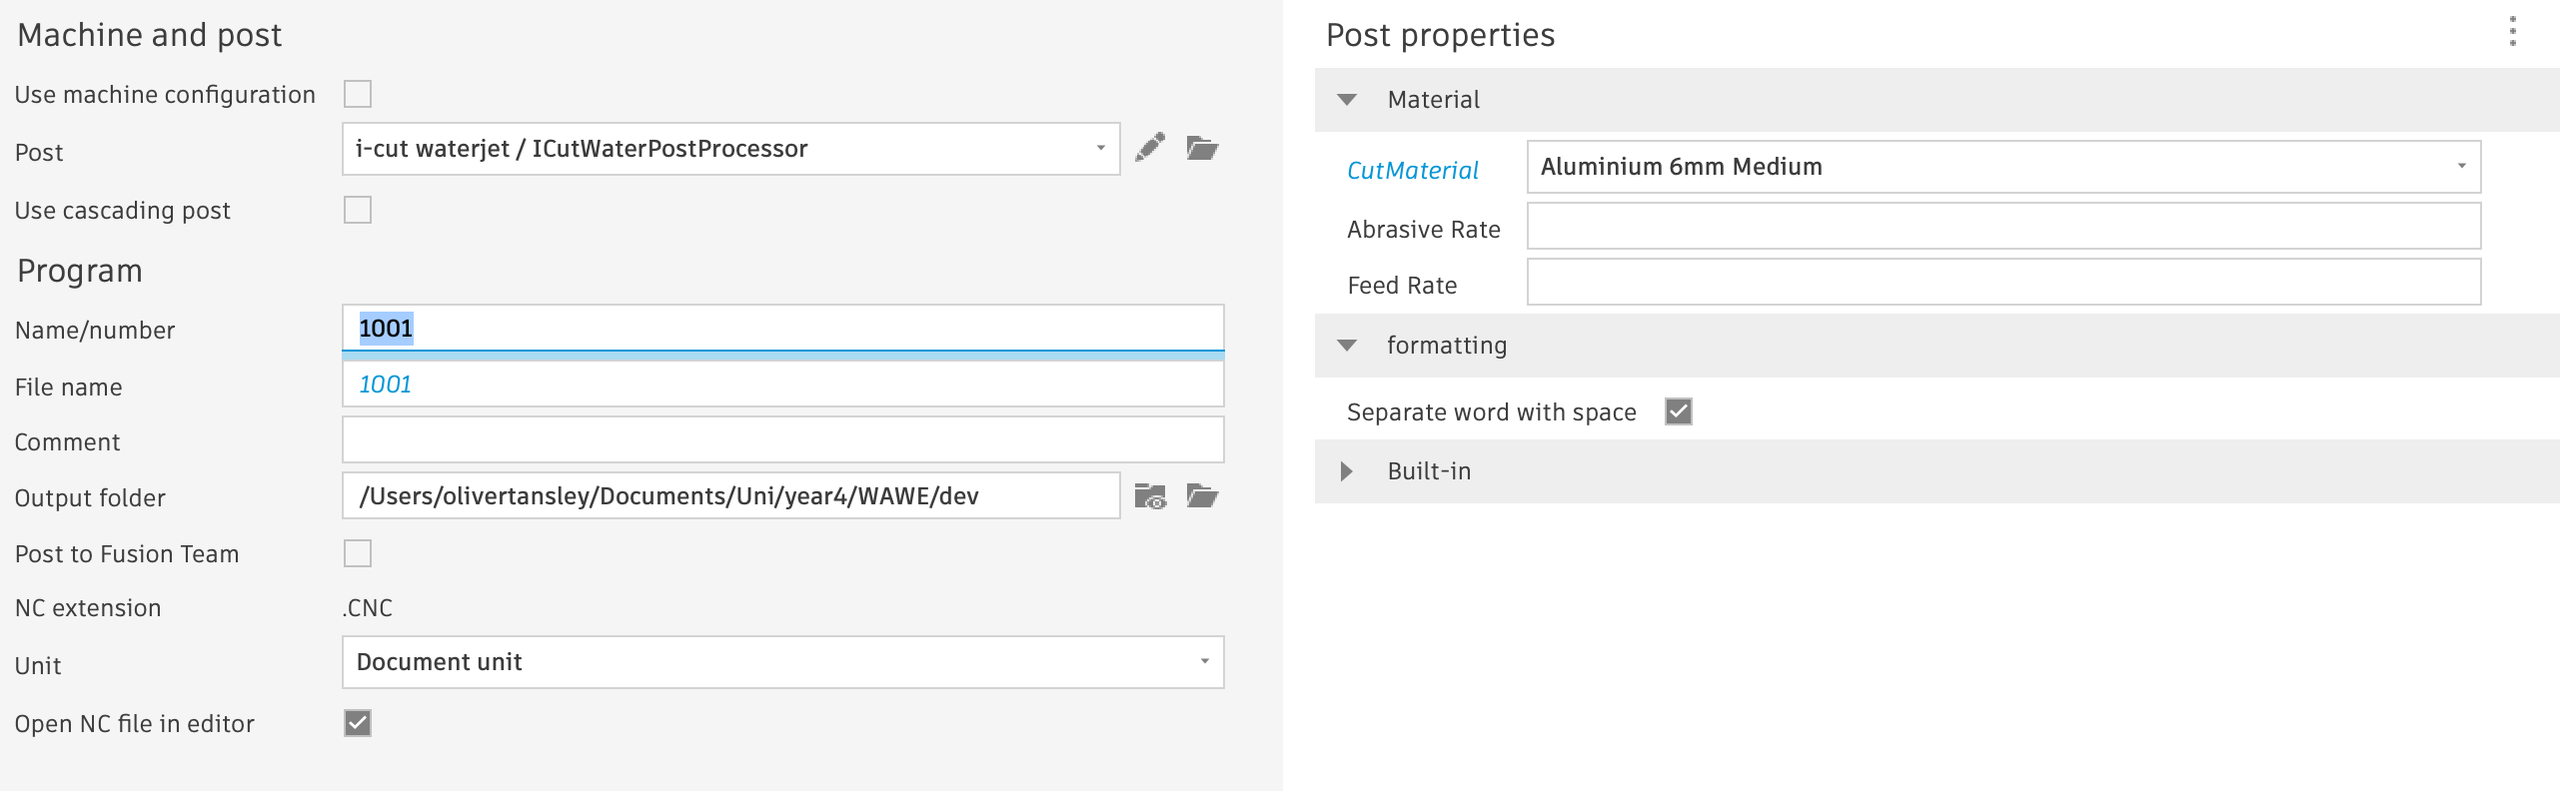 Machine and post
Use machine configuration
Post
i-cut waterjet / ICutWaterPostProcessor
Use cascading post
Program
Name/number
1001
File name
1001
Comment
Output folder
/Users/olivertansley/Documents/Uni/year4/WAWE/dev
Post to Fusion Team
NC extension
.CNC
Unit
Document unit
Open NC file in editor
Post properties
Material
CutMaterial
Aluminium 6mm Medium
Abrasive Rate
Feed Rate
formatting
Separate word with space
Built-in